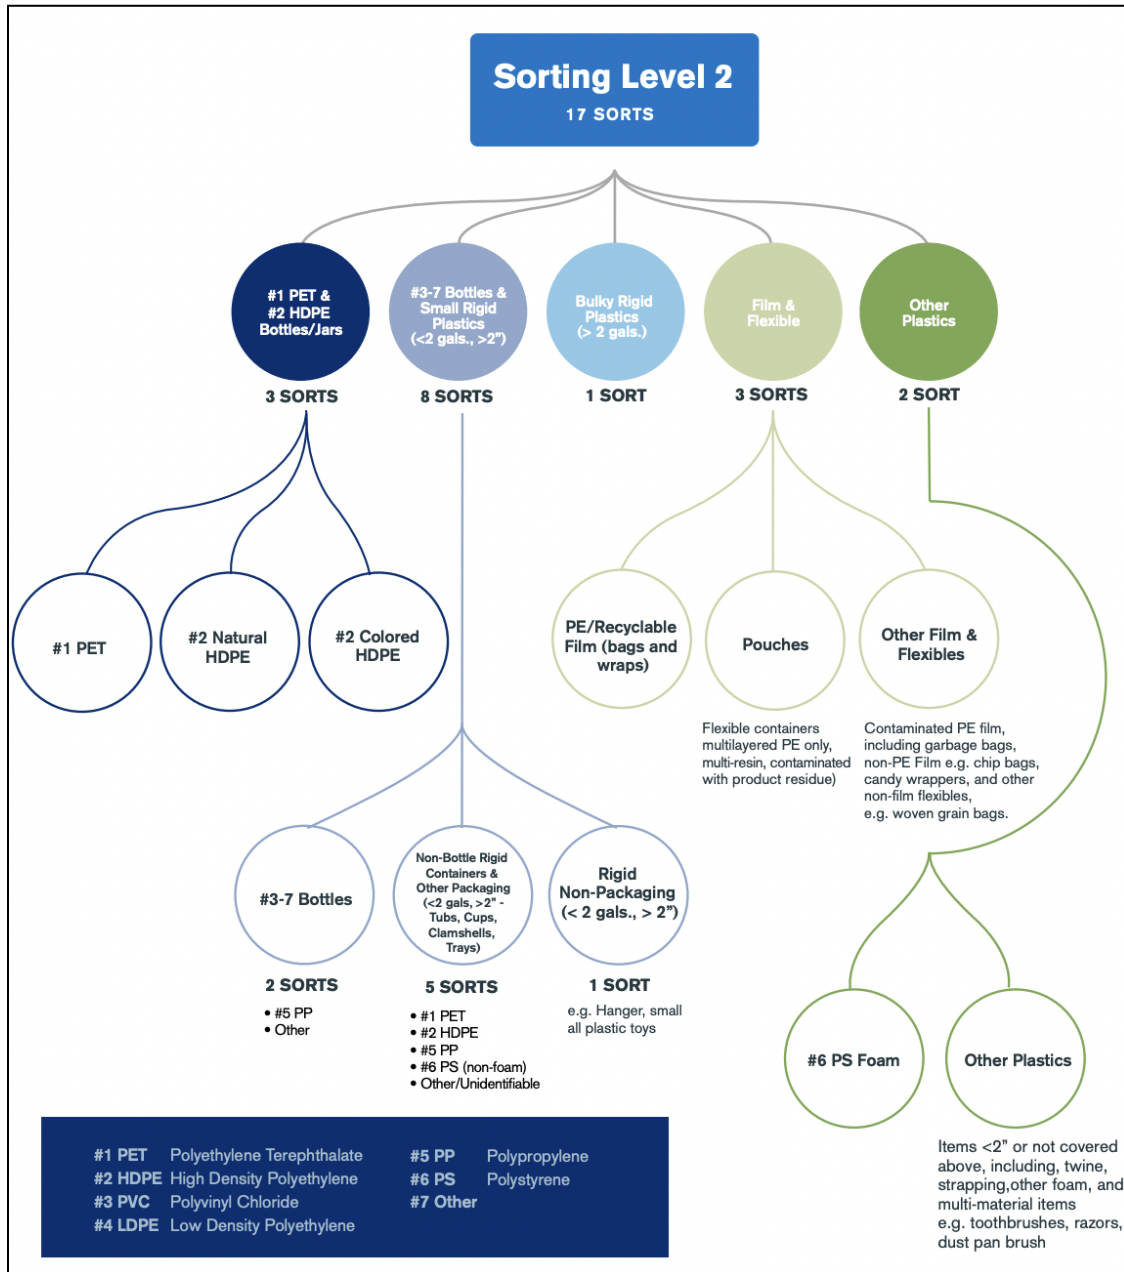 Sorting Level 2
17 SORTS
#1 PET &
#2 HDPE
Bottles/Jars
3 SORTS
#3-7 Bottles &
Small Rigid
Plastics
(<2 gals., >2”)
8 SORTS
Bulky Rigid
Plastics
(> 2 gals.)
1 SORT
Film &
Flexible
3 SORTS
Other
Plastics
2 SORT
#1 PET
#2 Natural
HDPE
#2 Colored
HDPE
PE/Recyclable
Film (bags and
wraps)
Pouches
Flexible containers
multilayered PE only,
multi-resin, contaminated
with product residue)
Other Film &
Flexibles
Contaminated PE film,
including garbage bags,
non-PE Film e.g. chip bags,
candy wrappers, and other
non-film flexibles,
e.g. woven grain bags.
#3-7 Bottles
2 SORTS
• #5 PP
• Other
Non-Bottle Rigid
Containers &
Other Packaging
(<2 gals, >2” -
Tubs, Cups,
Clamshells,
Trays)
5 SORTS
• #1 PET
• #2 HDPE
• #5 PP
• #6 PS (non-foam)
• Other/Unidentifiable
Rigid
Non-Packaging
(< 2 gals., > 2”)
1 SORT
e.g. Hanger, small
all plastic toys
#6 PS Foam
Other Plastics
Items <2” or not covered
above, including, twine,
strapping,other foam, and
multi-material items
e.g. toothbrushes, razors,
dust pan brush
#1 PET Polyethylene Terephthalate
#2 HDPE High Density Polyethylene
#3 PVC Polyvinyl Chloride
#4 LDPE Low Density Polyethylene
#5 PP Polypropylene
#6 PS Polystyrene
#7 Other